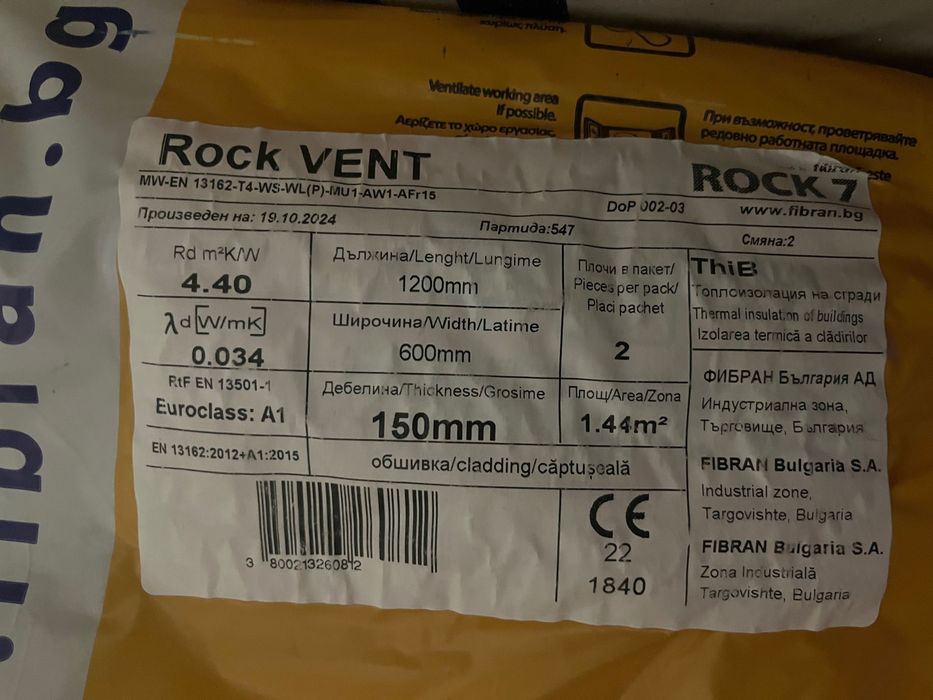 fibran.bg
Ventilate working area
if possible.
Αερίζετε το χώρο εργασίας
При възможност, проветрявайте
редовно работната площадка.
Rock VENT
ROCK 7
MW-EN 13162-T4-WS-WL(P)-MU1-AW1-AFr15
DoP 002-03
www.fibran.bg
Произведен на: 19.10.2024
Партида:547
Смяна:2
Rd m²K/W
4.40
λd[W/mK]
0.034
RtF EN 13501-1
Euroclass: A1
EN 13162:2012+A1:2015
Дължина/Lenght/Lungime
1200mm
Широчина/Width/Latime
600mm
Дебелина/Thickness/Grosime
150mm
Плочи в пакет/
Pieces per pack/
Placi pachet
2
Площ/Area/Zona
1.44m²
обшивка/cladding/căptușeală
3 800213260812
CE
22
1840
ThiB
Топлоизолация на сгради
Thermal insulation of buildings
Izolarea termică a clădirilor
ФИБРАН България АД
Индустриална зона,
Търговище, България
FIBRAN Bulgaria S.A.
Industrial zone,
Targovishte, Bulgaria
FIBRAN Bulgaria S.A.
Zona Industrială
Targovishte, Bulgaria